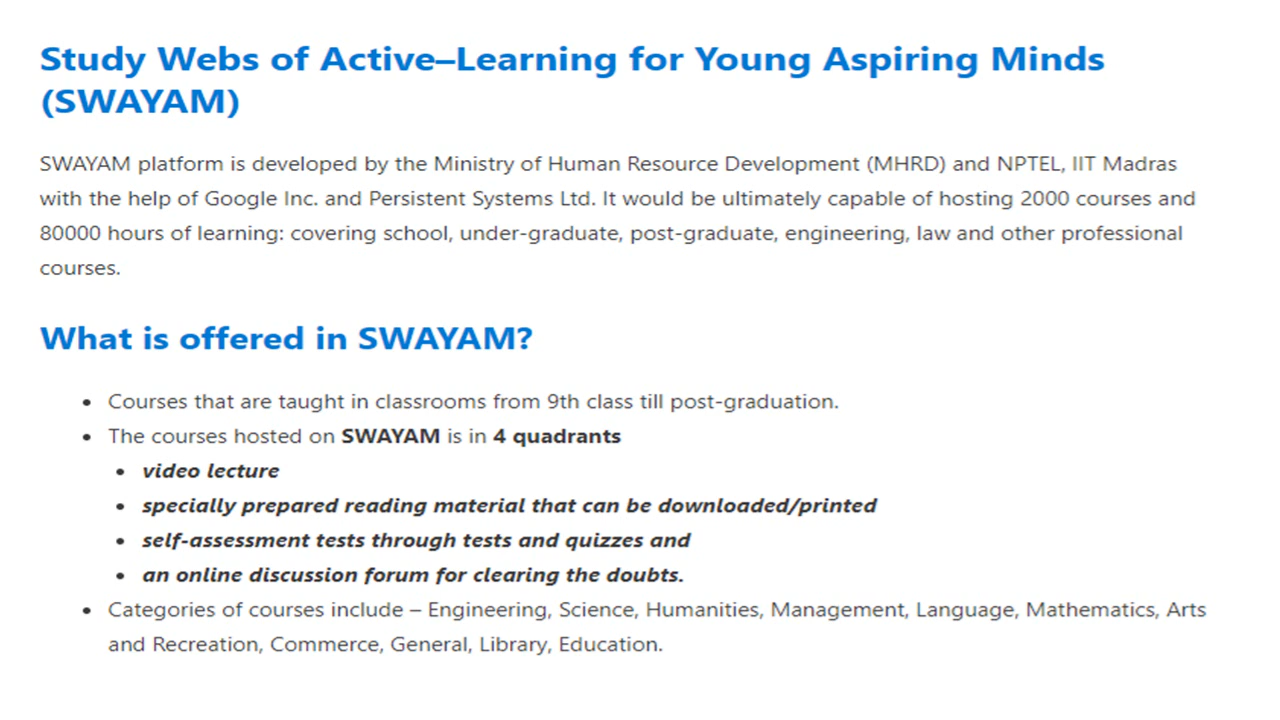 Study Webs of Active–Learning for Young Aspiring Minds
(SWAYAM)
SWAYAM platform is developed by the Ministry of Human Resource Development (MHRD) and NPTEL, IIT Madras
with the help of Google Inc. and Persistent Systems Ltd. It would be ultimately capable of hosting 2000 courses and
80000 hours of learning: covering school, under-graduate, post-graduate, engineering, law and other professional
courses.
What is offered in SWAYAM?
• Courses that are taught in classrooms from 9th class till post-graduation.
• The courses hosted on SWAYAM is in 4 quadrants
• video lecture
• specially prepared reading material that can be downloaded/printed
• self-assessment tests through tests and quizzes and
• an online discussion forum for clearing the doubts.
• Categories of courses include – Engineering, Science, Humanities, Management, Language, Mathematics, Arts
and Recreation, Commerce, General, Library, Education.